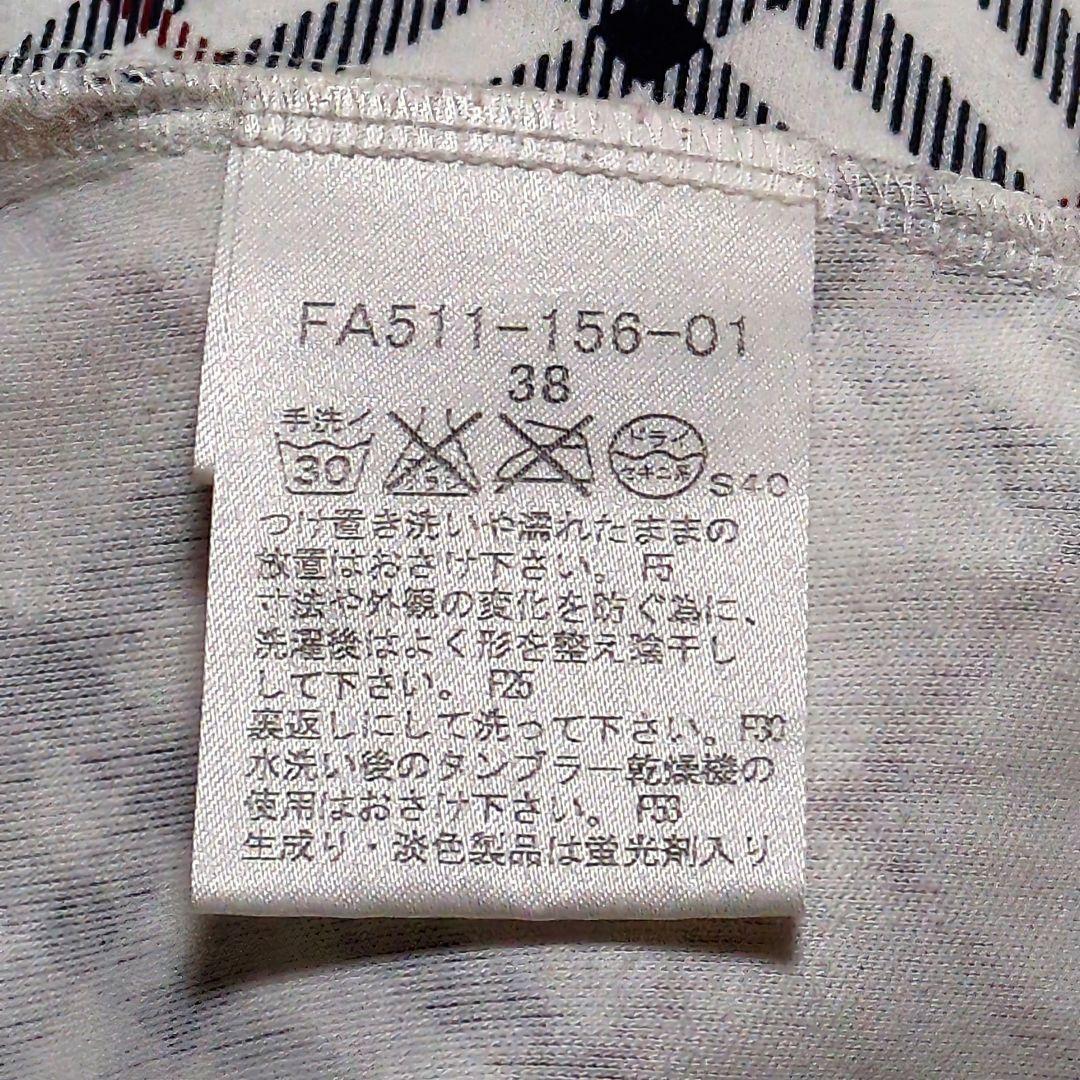 FA511-156-01
38
手洗イ
30
ドライ
S40
つけ置き洗いや濡れたままの
放置はおさけ下さい。 F5
寸法や外観の変化を防ぐ為に、
洗濯後はよく形を整え陰干し
して下さい。 F25
裏返しにして洗って下さい。F30
水洗い後のタンブラー乾燥機の
使用はおさけ下さい。 F53
生成り・淡色製品は蛍光剤入り